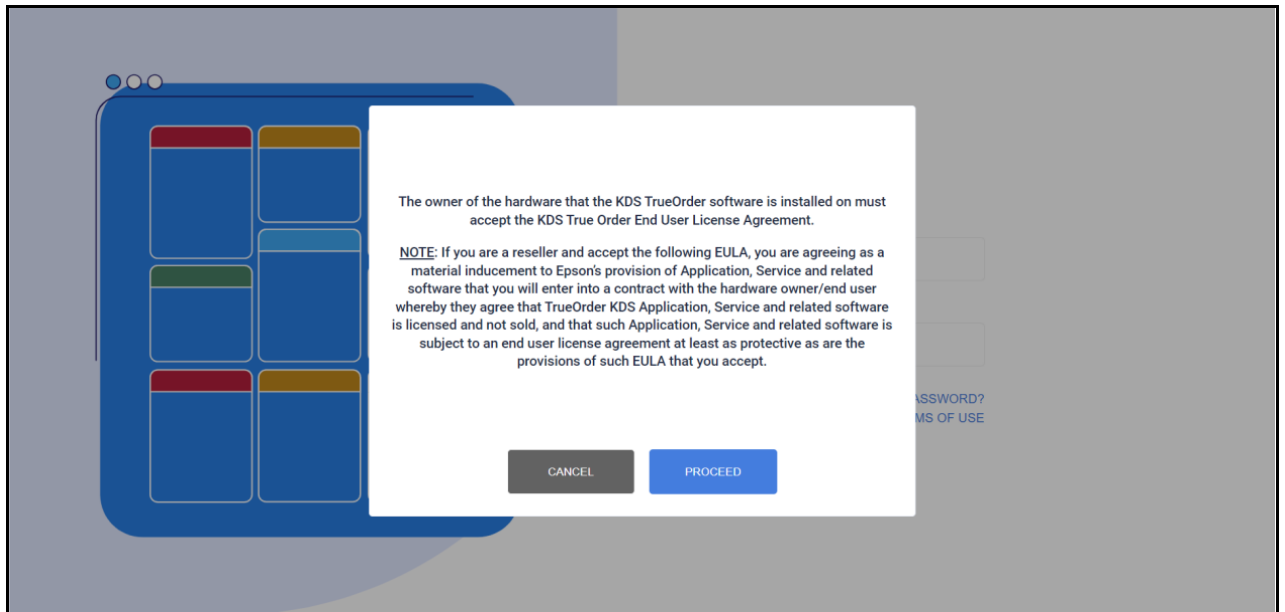 The owner of the hardware that the KDS TrueOrder software is installed on must
accept the KDS True Order End User License Agreement.
NOTE: If you are a reseller and accept the following EULA, you are agreeing as a
material inducement to Epson's provision of Application, Service and related
software that you will enter into a contract with the hardware owner/end user
whereby they agree that TrueOrder KDS Application, Service and related software
is licensed and not sold, and that such Application, Service and related software is
subject to an end user license agreement at least as protective as are the
provisions of such EULA that you accept.
ASSWORD?
MS OF USE
CANCEL
PROCEED